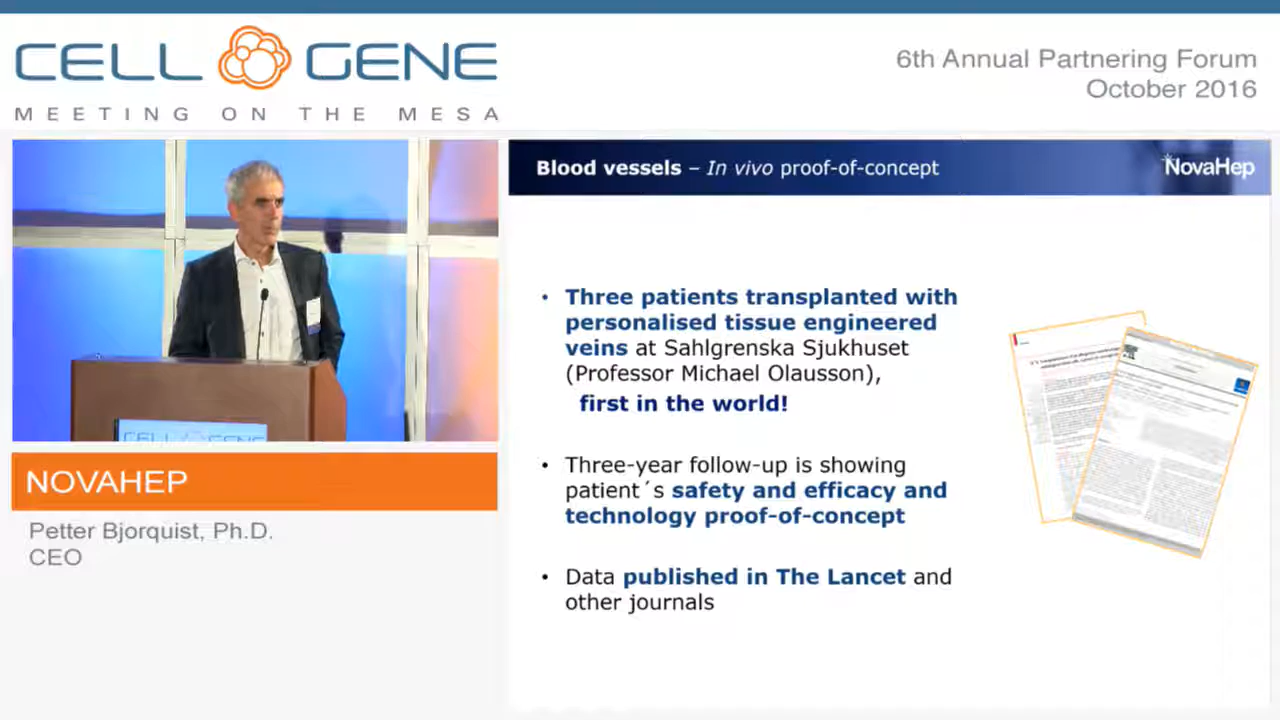 CELL GENE
MEETING ON THE MESA
6th Annual Partnering Forum
October 2016
Blood vessels – In vivo proof-of-concept
NovaHep
• Three patients transplanted with
personalised tissue engineered
veins at Sahlgrenska Sjukhuset
(Professor Michael Olausson),
first in the world!
• Three-year follow-up is showing
patient´s safety and efficacy and
technology proof-of-concept
• Data published in The Lancet and
other journals
CELL GENE
NOVAHEP
Petter Bjorquist, Ph.D.
CEO